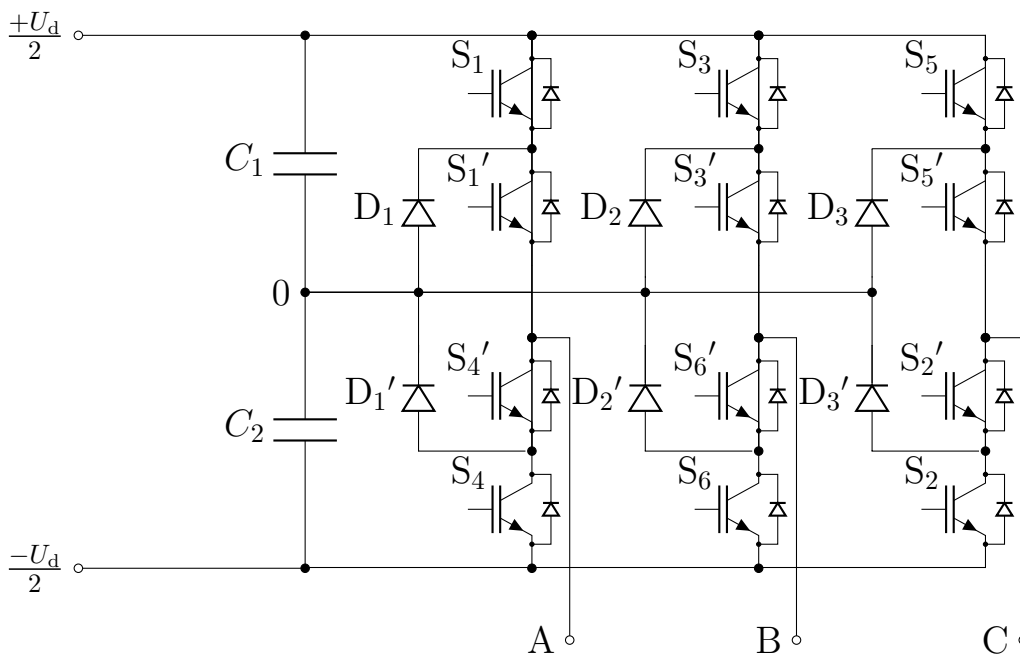 +U_d/2
S₁ S₃ S₅
C₁ D₁ S₁′ D₂ S₃′ D₃ S₅′
0
C₂ D₁′ S₄′ D₂′ S₆′ D₃′ S₂′
S₄ S₆ S₂
−U_d/2
A B C